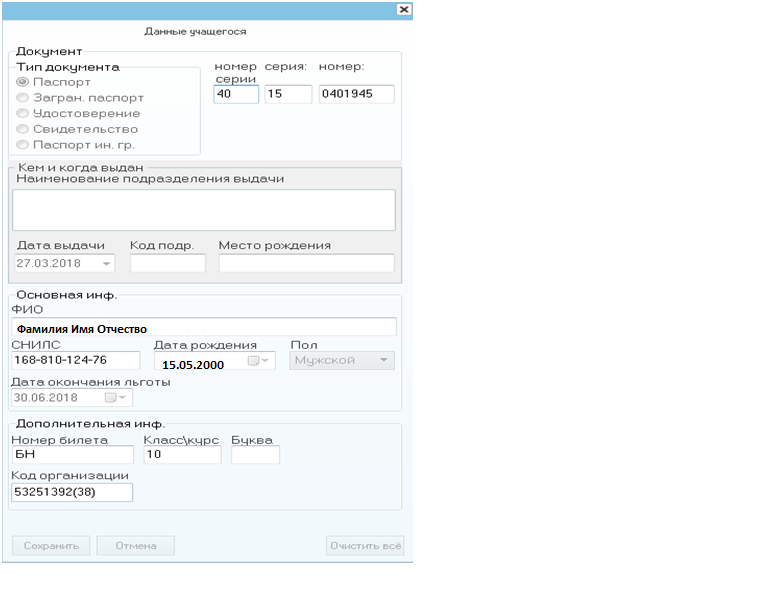 Данные учащегося
Документ
Тип документа
номер серии
серия:
номер:
Паспорт
Загран. паспорт
Удостоверение
Свидетельство
Паспорт ин. гр.
40
15
0401945
Кем и когда выдан
Наименование подразделения выдачи
Дата выдачи
Код подр.
Место рождения
27.03.2018
Основная инф.
ФИО
Фамилия Имя Отчество
СНИЛС
Дата рождения
Пол
168-810-124-76
15.05.2000
Мужской
Дата окончания льготы
30.06.2018
Дополнительная инф.
Номер билета
Класс\курс
Буква
БН
10
Код организации
53251392(38)
Сохранить
Отмена
Очистить всё